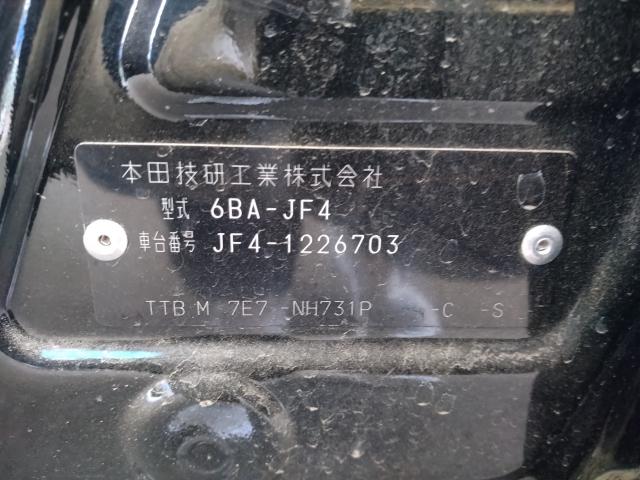 本田技研工業株式会社
型式 6BA-JF4
車台番号 JF4-1226703
TTB M 7E7 -NH731P -C -S